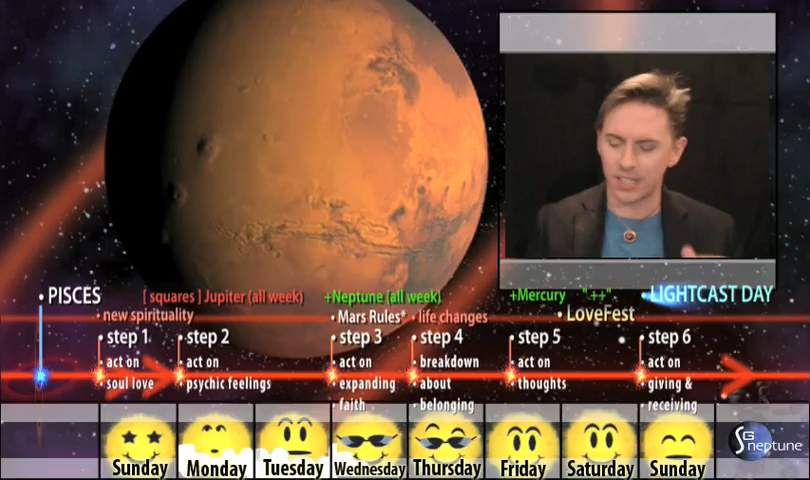 • PISCES
[ squares ] Jupiter (all week)
+Neptune (all week)
+Mercury "++"
• LIGHTCAST DAY
• new spirituality
• Mars Rules*
• life changes
• LoveFest
• step 1
• act on
• soul love
• step 2
• act on
• psychic feelings
• step 3
• act on
• expanding
• faith
• step 4
• breakdown
• about
• belonging
• step 5
• act on
• thoughts
• step 6
• act on
• giving &
• receiving
Sunday
Monday
Tuesday
Wednesday
Thursday
Friday
Saturday
Sunday
SG
neptune